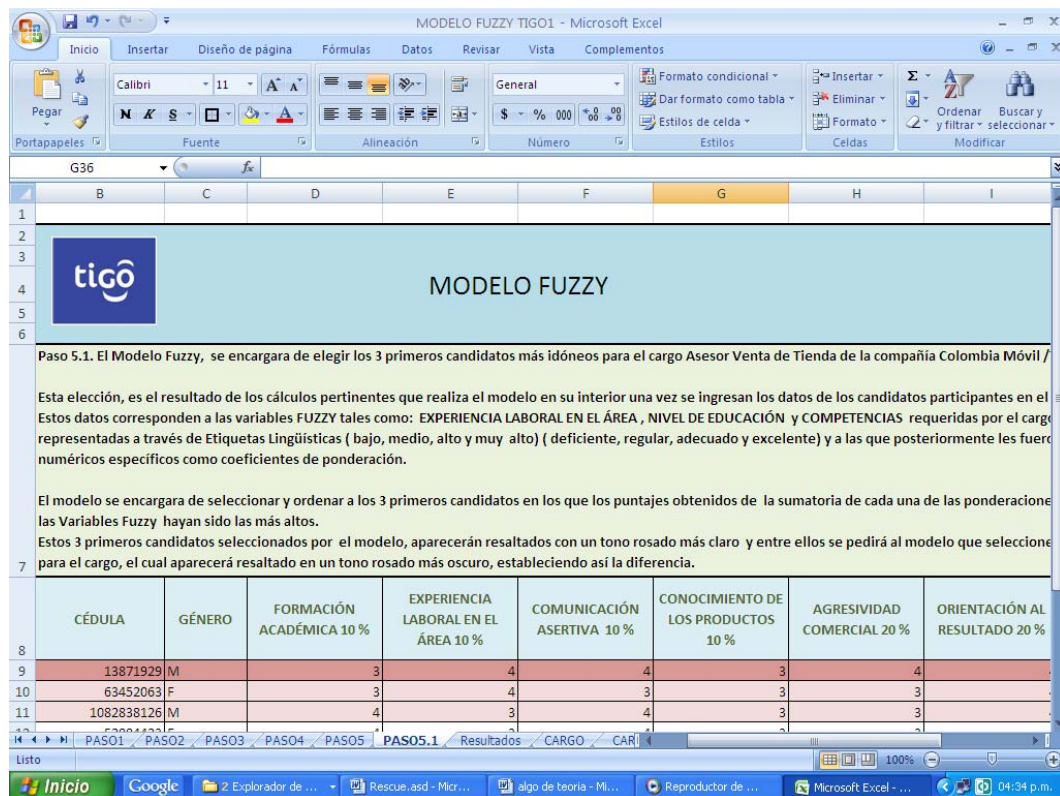 MODELO FUZZY TIGO1 - Microsoft Excel
Inicio Insertar Diseño de página Fórmulas Datos Revisar Vista Complementos
Pegar
Calibri 11
N K S
General
$ % 000
Formato condicional
Dar formato como tabla
Estilos de celda
Insertar
Eliminar
Formato
Σ
Ordenar y filtrar
Buscar y seleccionar
Portapapeles Fuente Alineación Número Estilos Celdas Modificar
G36 fx
B C D E F G H I
1
2
3
4
5
6
tigo
MODELO FUZZY
Paso 5.1. El Modelo Fuzzy, se encargara de elegir los 3 primeros candidatos más idóneos para el cargo Asesor Venta de Tienda de la compañía Colombia Móvil /
Esta elección, es el resultado de los cálculos pertinentes que realiza el modelo en su interior una vez se ingresan los datos de los candidatos participantes en el
Estos datos corresponden a las variables FUZZY tales como: EXPERIENCIA LABORAL EN EL ÁREA , NIVEL DE EDUCACIÓN y COMPETENCIAS requeridas por el cargo
representadas a través de Etiquetas Lingüísticas ( bajo, medio, alto y muy alto) ( deficiente, regular, adecuado y excelente) y a las que posteriormente les fuero
numéricos específicos como coeficientes de ponderación.
El modelo se encargara de seleccionar y ordenar a los 3 primeros candidatos en los que los puntajes obtenidos de la sumatoria de cada una de las ponderacione
las Variables Fuzzy hayan sido las más altos.
Estos 3 primeros candidatos seleccionados por el modelo, aparecerán resaltados con un tono rosado más claro y entre ellos se pedirá al modelo que seleccione
7 para el cargo, el cual aparecerá resaltado en un tono rosado más oscuro, estableciendo así la diferencia.
8 CÉDULA GÉNERO FORMACIÓN ACADÉMICA 10 % EXPERIENCIA LABORAL EN EL ÁREA 10 % COMUNICACIÓN ASERTIVA 10 % CONOCIMIENTO DE LOS PRODUCTOS 10 % AGRESIVIDAD COMERCIAL 20 % ORIENTACIÓN AL RESULTADO 20 %
9 13871929 M 3 4 4 3 4
10 63452063 F 3 4 3 3 3
11 1082838126 M 4 3 4 3 3
PASO1 PASO2 PASO3 PASO4 PASO5 PASO5.1 Resultados CARGO CARI
Listo 100%
Inicio Google 2 Explorador de ... Rescue.asd - Micr... algo de teoria - Mi... Reproductor de ... Microsoft Excel - ... 04:34 p.m.